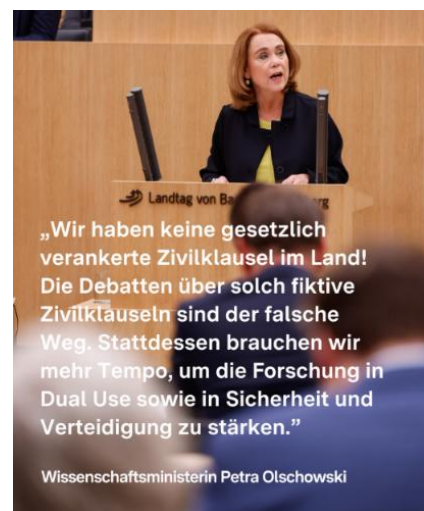 Landtag von Ba
rg
„Wir haben keine gesetzlich
verankerte Zivilklausel im Land!
Die Debatten über solch fiktive
Zivilklauseln sind der falsche
Weg. Stattdessen brauchen wir
mehr Tempo, um die Forschung in
Dual Use sowie in Sicherheit und
Verteidigung zu stärken.”
Wissenschaftsministerin Petra Olschowski